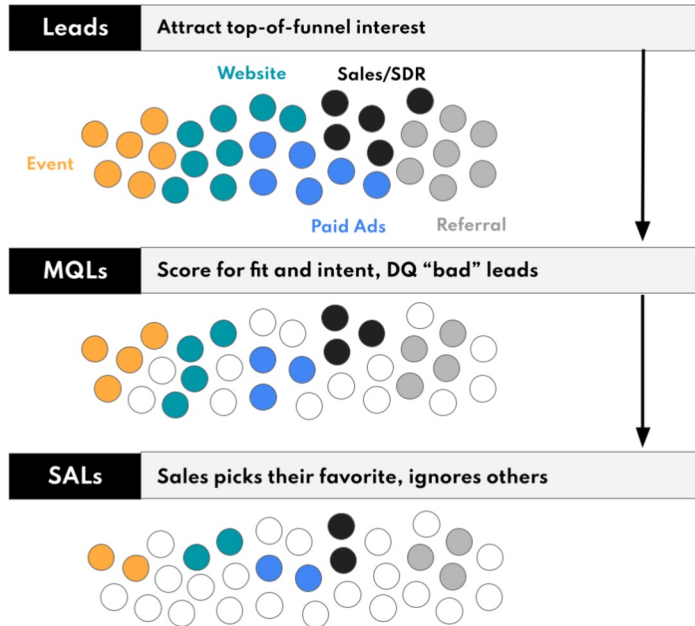 Leads
Attract top-of-funnel interest
Website
Sales/SDR
Event
Paid Ads
Referral
MQLs
Score for fit and intent, DQ “bad” leads
SALs
Sales picks their favorite, ignores others